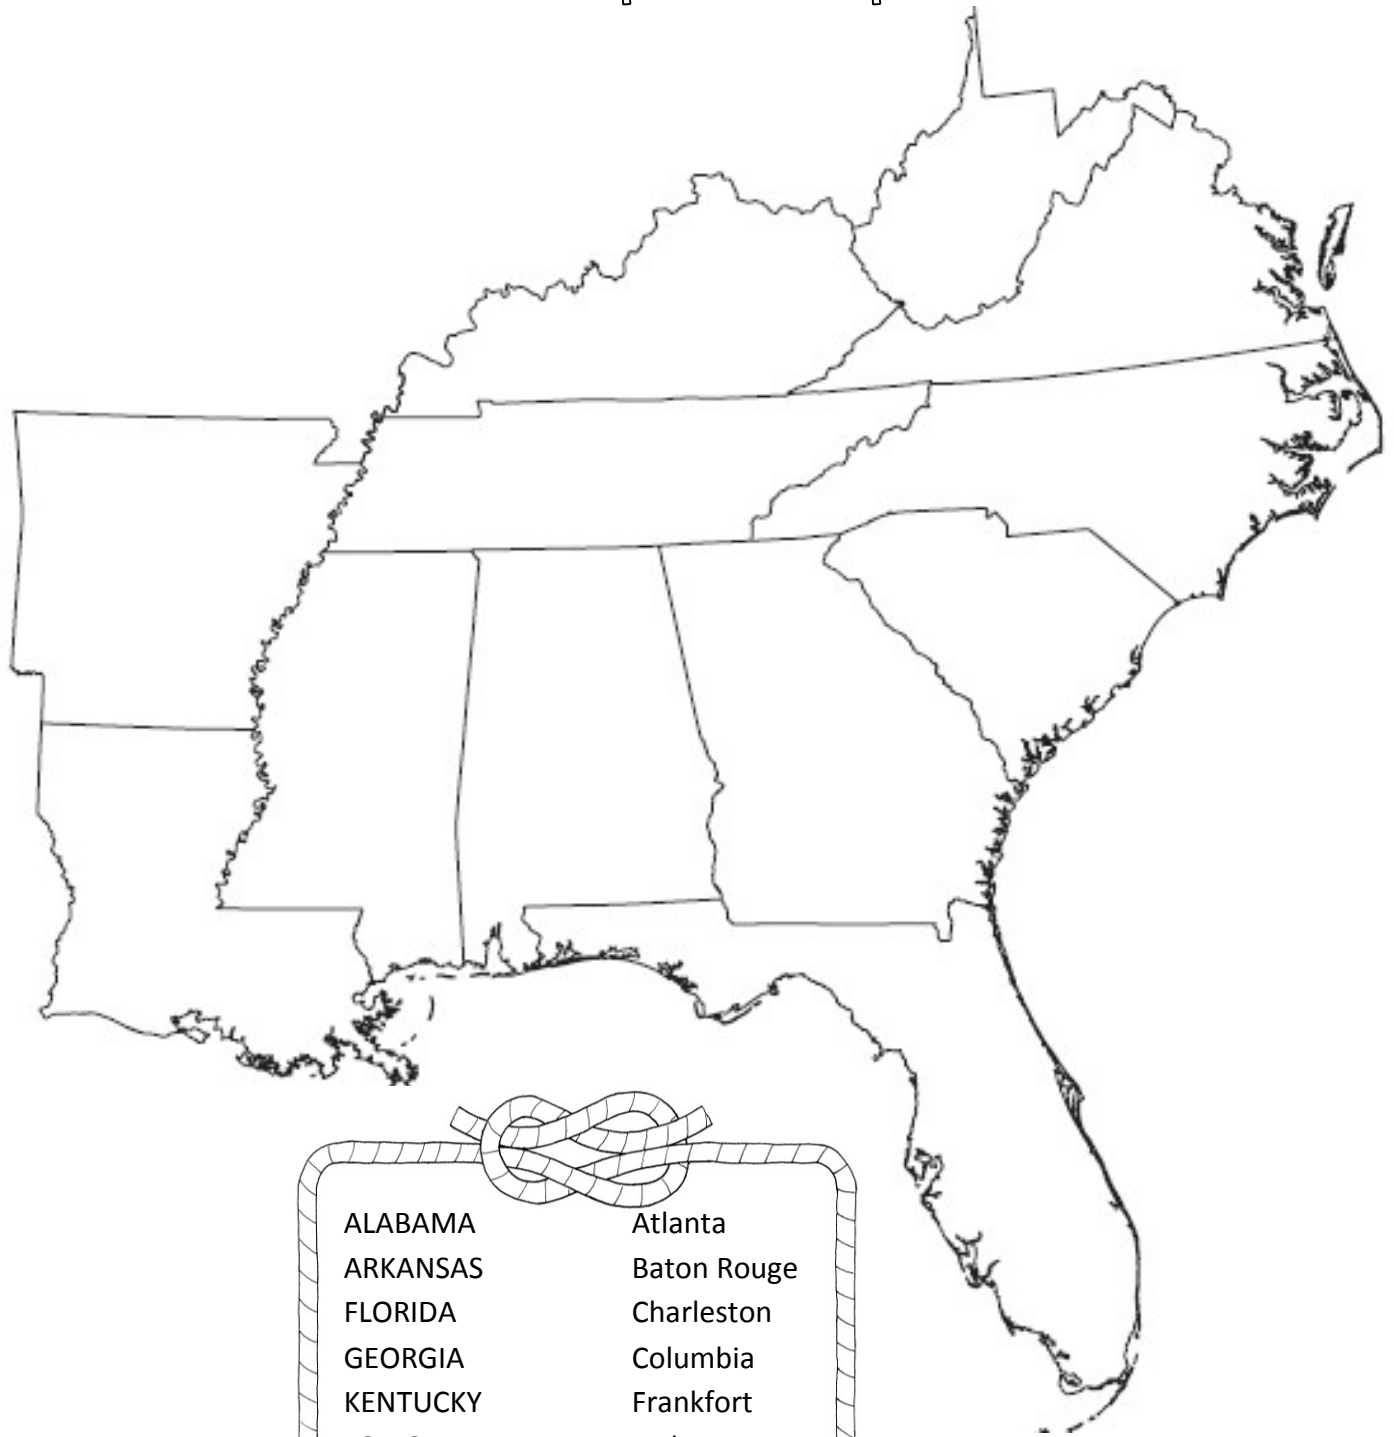 ALABAMA Atlanta
ARKANSAS Baton Rouge
FLORIDA Charleston
GEORGIA Columbia
KENTUCKY Frankfort